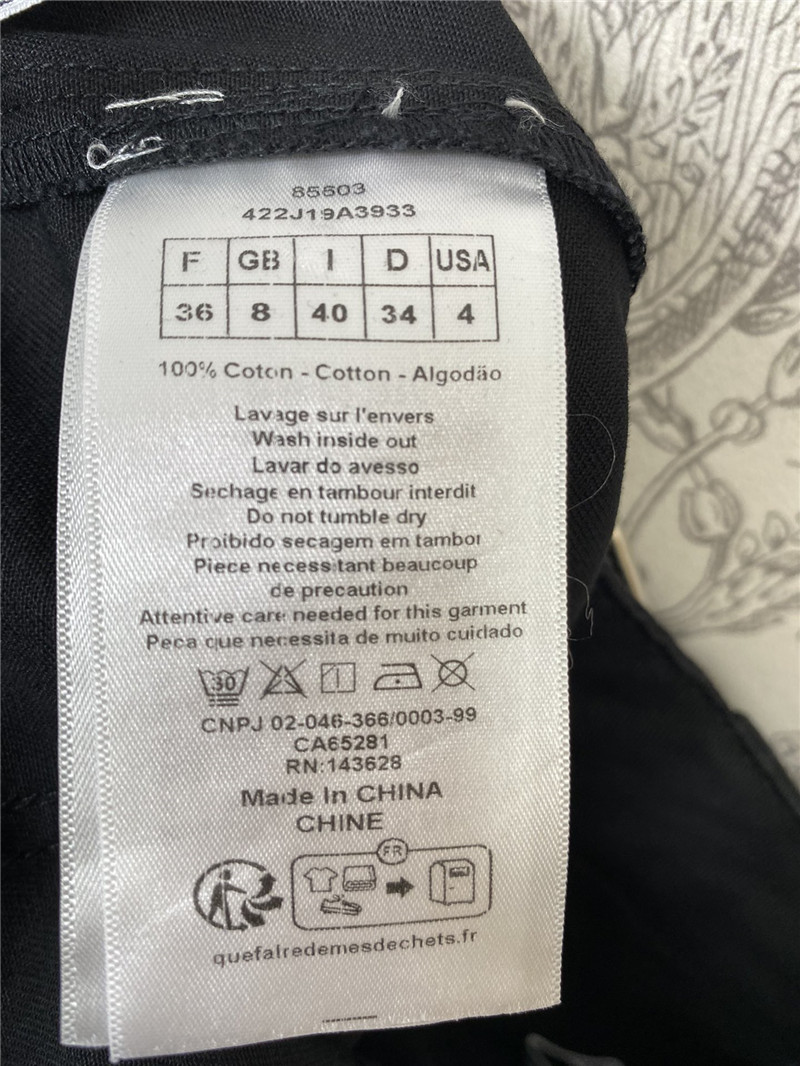 85603
422J19A3933
F GB I D USA
36 8 40 34 4
100% Coton - Cotton - Algodão
Lavage sur l'envers
Wash inside out
Lavar do avesso
Sechage en tambour interdit
Do not tumble dry
Proibido secagem em tambor
Piece necessitant beaucoup
de precaution
Attentive care needed for this garment
Peca que necessita de muito cuidado
30
CNPJ 02-046-366/0003-99
CA65281
RN:143628
Made In CHINA
CHINE
FR
quefairedemesdechets.fr